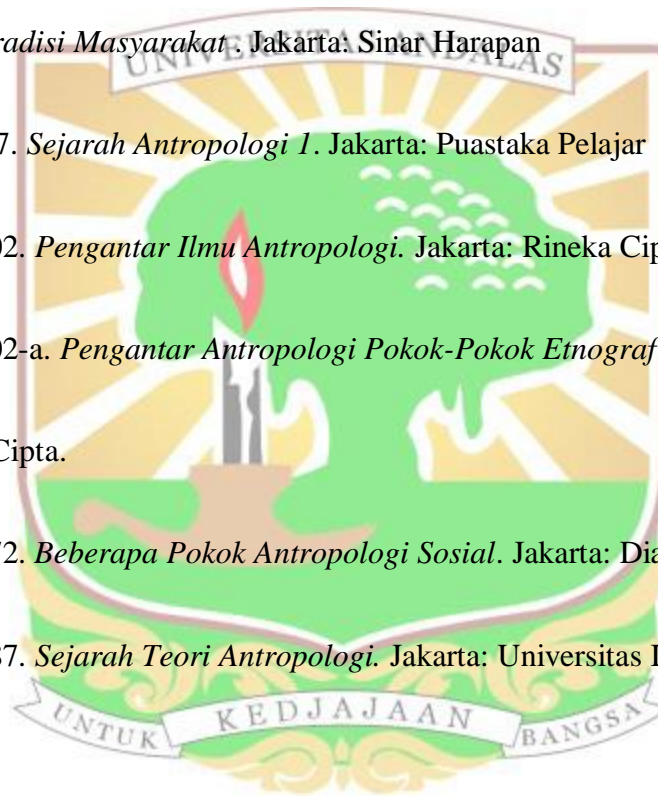 radisi Masyarakat . Jakarta: Sinar Harapan
UNIVERSITAS ANDALAS
7. Sejarah Antropologi 1. Jakarta: Puastaka Pelajar
02. Pengantar Ilmu Antropologi. Jakarta: Rineka Cip
02-a. Pengantar Antropologi Pokok-Pokok Etnograf
Cipta.
72. Beberapa Pokok Antropologi Sosial. Jakarta: Dia
87. Sejarah Teori Antropologi. Jakarta: Universitas I
UNTUK KEDJAJAAN BANGSA